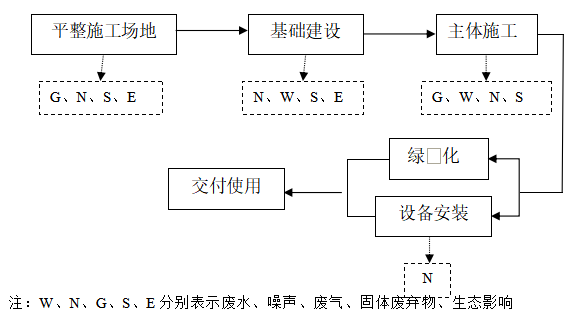 平整施工场地
基础建设
主体施工
G、N、S、E
N、W、S、E
G、W、N、S
绿□化
交付使用
设备安装
N
注：W、N、G、S、E 分别表示废水、噪声、废气、固体废弃物、生态影响